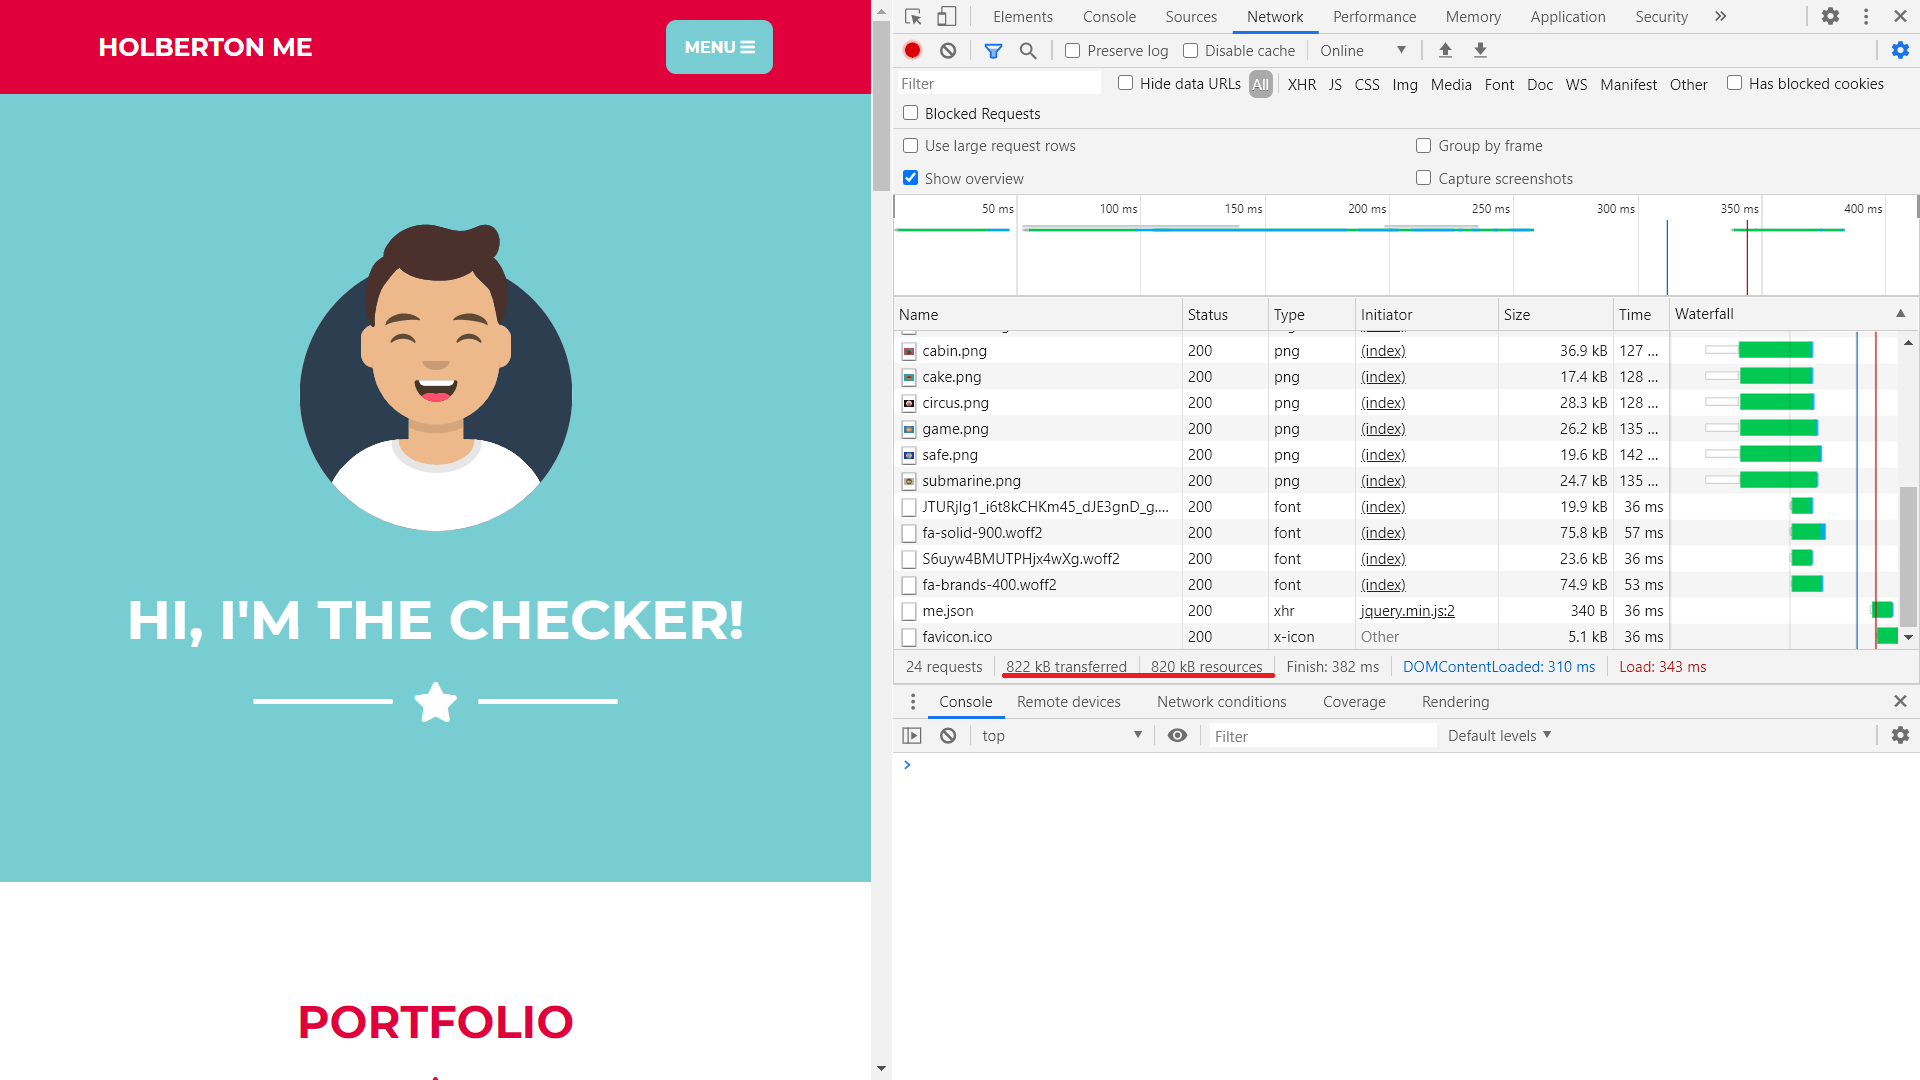 HOLBERTON ME
MENU
HI, I'M THE CHECKER!
PORTFOLIO
Elements Console Sources Network Performance Memory Application Security
Preserve log Disable cache Online
Filter Hide data URLs All XHR JS CSS Img Media Font Doc WS Manifest Other Has blocked cookies
Blocked Requests
Use large request rows Group by frame
Show overview Capture screenshots
50 ms 100 ms 150 ms 200 ms 250 ms 300 ms 350 ms 400 ms
Name Status Type Initiator Size Time Waterfall
cabin.png 200 png (index) 36.9 kB 127 ...
cake.png 200 png (index) 17.4 kB 128 ...
circus.png 200 png (index) 28.3 kB 128 ...
game.png 200 png (index) 26.2 kB 135 ...
safe.png 200 png (index) 19.6 kB 142 ...
submarine.png 200 png (index) 24.7 kB 135 ...
JTURjIg1_i6t8kCHKm45_dJE3gnD_g.... 200 font (index) 19.9 kB 36 ms
fa-solid-900.woff2 200 font (index) 75.8 kB 57 ms
S6uyw4BMUTPHjx4wXg.woff2 200 font (index) 23.6 kB 36 ms
fa-brands-400.woff2 200 font (index) 74.9 kB 53 ms
me.json 200 xhr jquery.min.js:2 340 B 36 ms
favicon.ico 200 x-icon Other 5.1 kB 36 ms
24 requests 822 kB transferred 820 kB resources Finish: 382 ms DOMContentLoaded: 310 ms Load: 343 ms
Console Remote devices Network conditions Coverage Rendering
top Filter Default levels